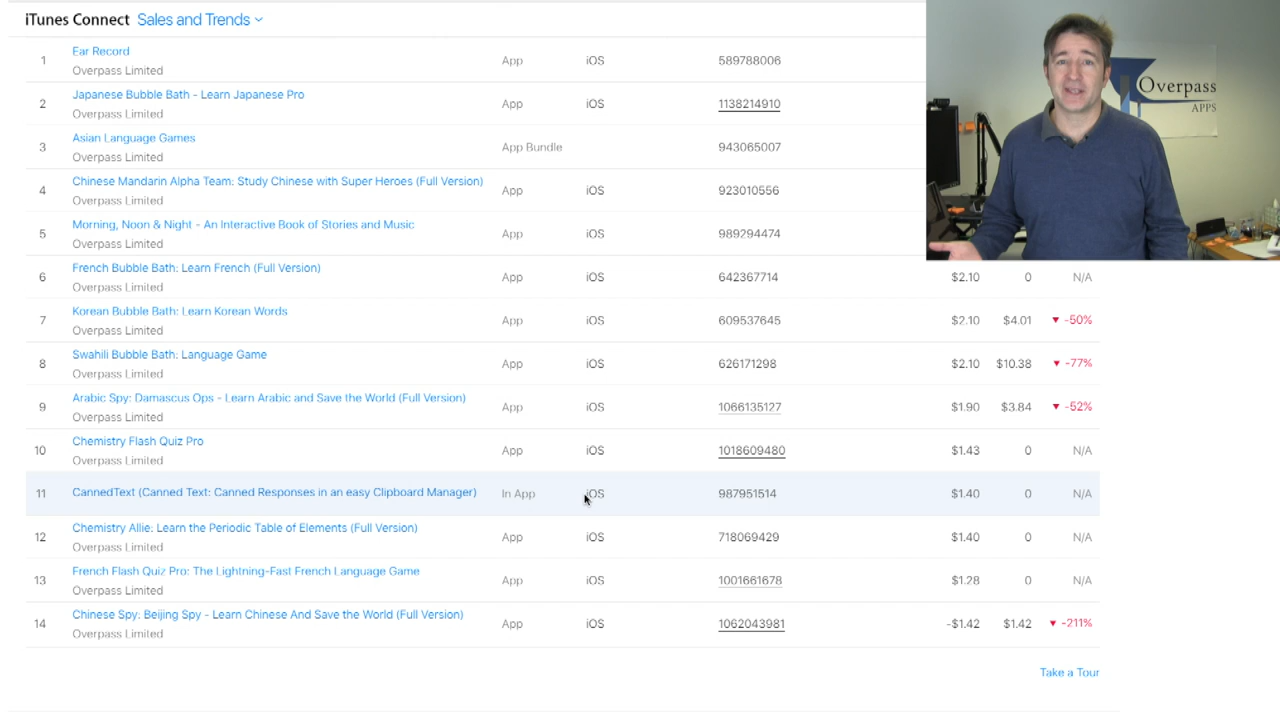 iTunes Connect Sales and Trends
1 Ear Record App iOS 589788006
Overpass Limited
2 Japanese Bubble Bath - Learn Japanese Pro App iOS 1138214910
Overpass Limited
3 Asian Language Games App Bundle 943065007
Overpass Limited
4 Chinese Mandarin Alpha Team: Study Chinese with Super Heroes (Full Version) App iOS 923010556
Overpass Limited
5 Morning, Noon & Night - An Interactive Book of Stories and Music App iOS 989294474
Overpass Limited
6 French Bubble Bath: Learn French (Full Version) App iOS 642367714 $2.10 0 N/A
Overpass Limited
7 Korean Bubble Bath: Learn Korean Words App iOS 609537645 $2.10 $4.01 -50%
Overpass Limited
8 Swahili Bubble Bath: Language Game App iOS 626171298 $2.10 $10.38 -77%
Overpass Limited
9 Arabic Spy: Damascus Ops - Learn Arabic and Save the World (Full Version) App iOS 1066135127 $1.90 $3.84 -52%
Overpass Limited
10 Chemistry Flash Quiz Pro App iOS 1018609480 $1.43 0 N/A
Overpass Limited
11 CannedText (Canned Text: Canned Responses in an easy Clipboard Manager) In App iOS 987951514 $1.40 0 N/A
12 Chemistry Allie: Learn the Periodic Table of Elements (Full Version) App iOS 718069429 $1.40 0 N/A
Overpass Limited
13 French Flash Quiz Pro: The Lightning-Fast French Language Game App iOS 1001661678 $1.28 0 N/A
Overpass Limited
14 Chinese Spy: Beijing Spy - Learn Chinese And Save the World (Full Version) App iOS 1062043981 -$1.42 $1.42 -211%
Overpass Limited
Take a Tour
Overpass
APPS